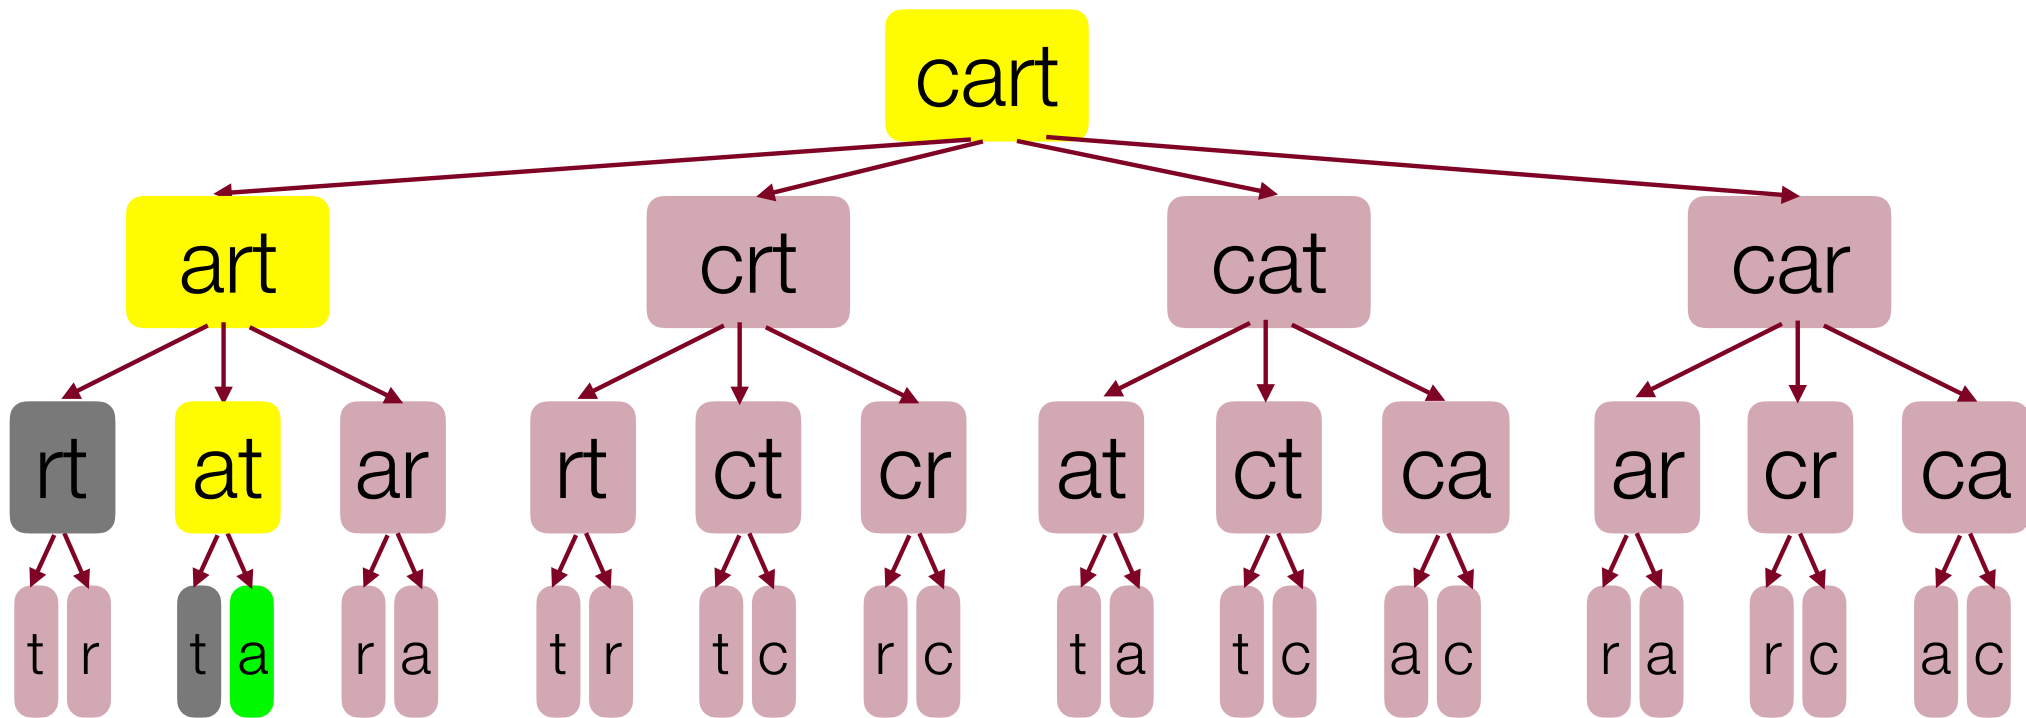 cart
art crt cat car
rt at ar rt ct cr at ct ca ar cr ca
t r t a r a t r t c r c t a t c a c r a r c a c